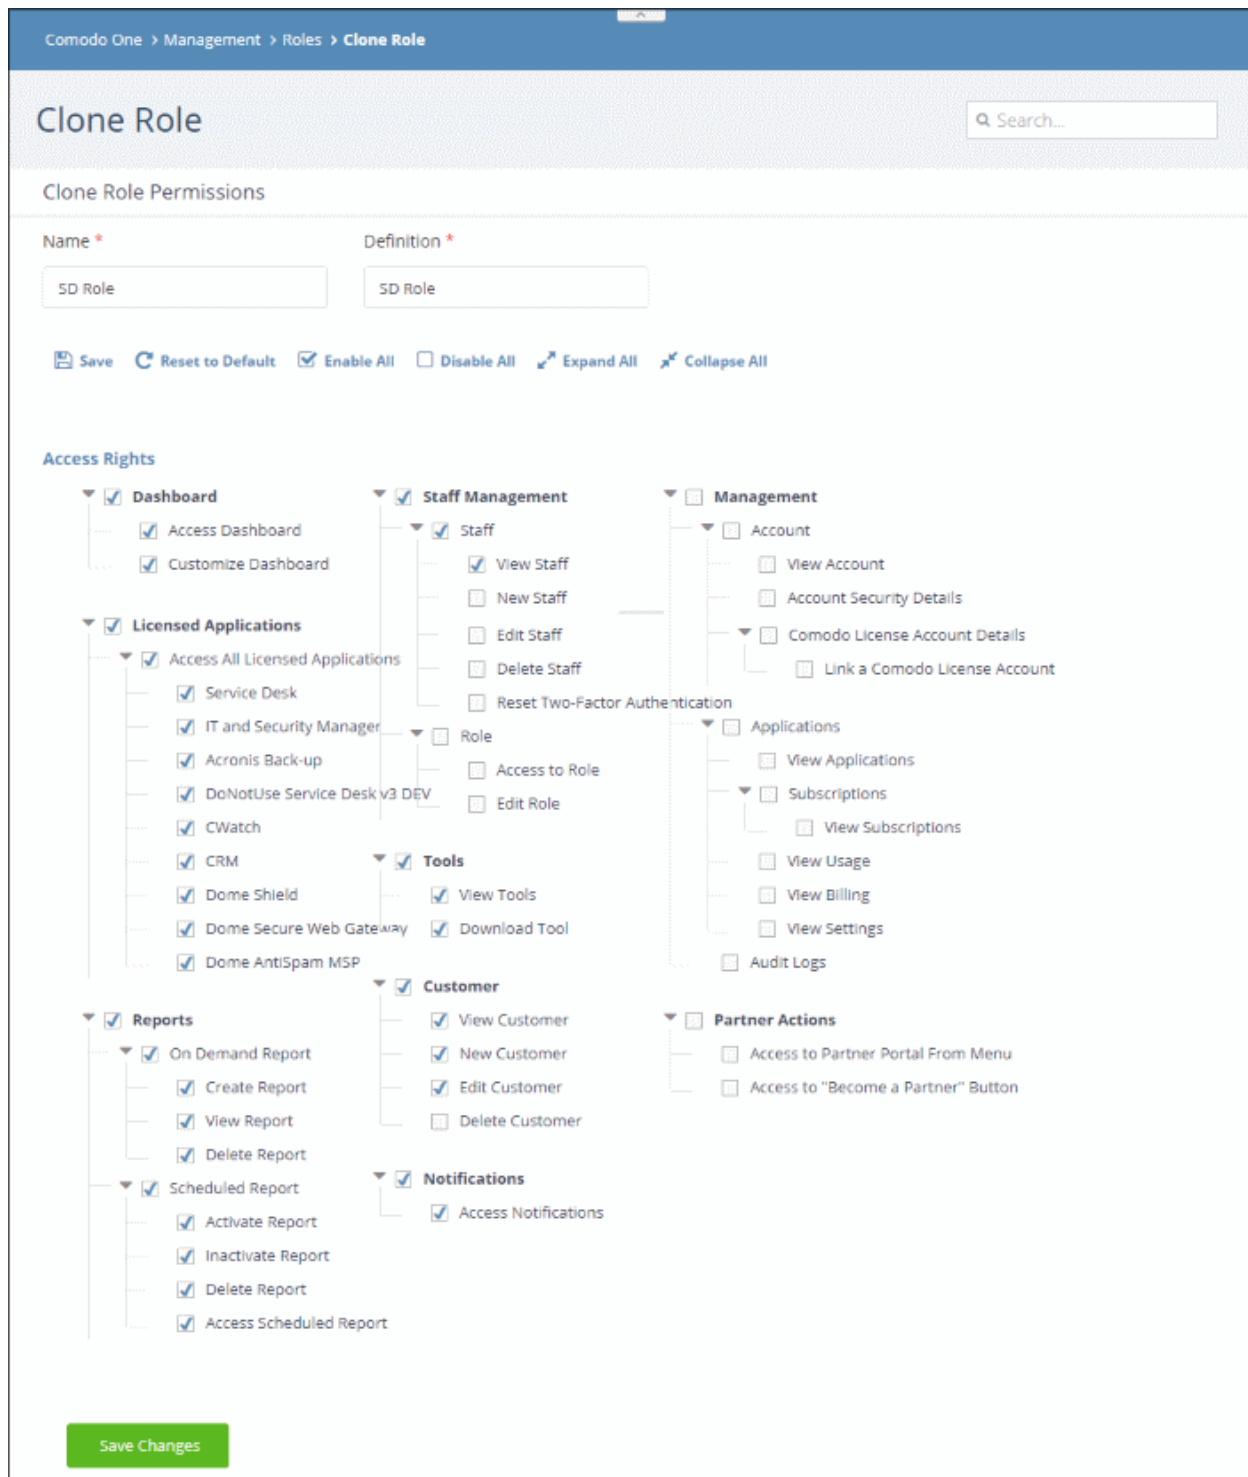 Comodo One > Management > Roles > Clone Role
Clone Role
Search...
Clone Role Permissions
Name *
Definition *
SD Role
SD Role
Save
Reset to Default
Enable All
Disable All
Expand All
Collapse All
Access Rights
Dashboard
Access Dashboard
Customize Dashboard
Licensed Applications
Access All Licensed Applications
Service Desk
IT and Security Manager
Acronis Back-up
DoNotUse Service Desk v3 DEV
CWatch
CRM
Dome Shield
Dome Secure Web Gateway
Dome AntiSpam MSP
Reports
On Demand Report
Create Report
View Report
Delete Report
Scheduled Report
Activate Report
Inactivate Report
Delete Report
Access Scheduled Report
Staff Management
Staff
View Staff
New Staff
Edit Staff
Delete Staff
Reset Two-Factor Authentication
Role
Access to Role
Edit Role
Tools
View Tools
Download Tool
Customer
View Customer
New Customer
Edit Customer
Delete Customer
Notifications
Access Notifications
Management
Account
View Account
Account Security Details
Comodo License Account Details
Link a Comodo License Account
Applications
View Applications
Subscriptions
View Subscriptions
View Usage
View Billing
View Settings
Audit Logs
Partner Actions
Access to Partner Portal From Menu
Access to "Become a Partner" Button
Save Changes